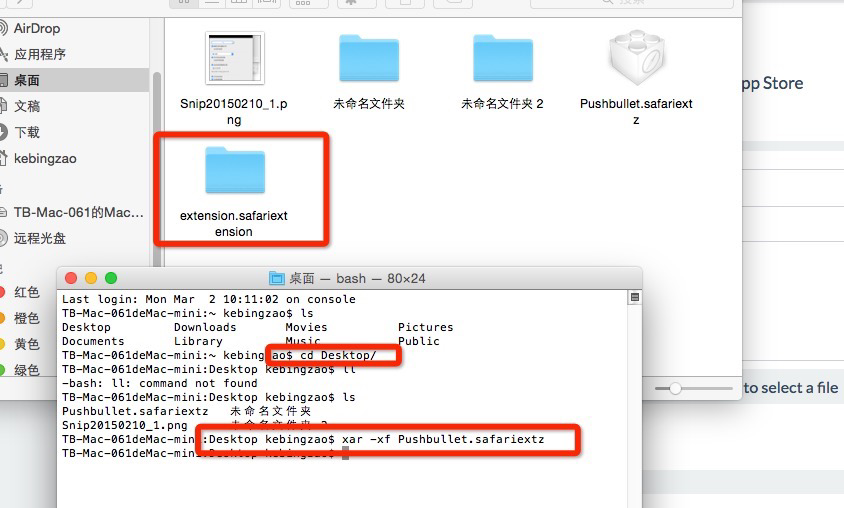 搜索
AirDrop
应用程序
桌面
文稿
下载
kebingzao
TB-Mac-061的Mac...
远程光盘
红色
橙色
黄色
绿色
Snip20150210_1.p
ng
未命名文件夹
未命名文件夹 2
Pushbullet.safariext
z
extension.safariext
ension
pp Store
to select a file
桌面 — bash — 80×24
Last login: Mon Mar  2 10:11:02 on console
TB-Mac-061deMac-mini:~ kebingzao$ ls
Desktop Downloads Movies Pictures
Documents Library Music Public
TB-Mac-061deMac-mini:~ kebingzao$ cd Desktop/
TB-Mac-061deMac-mini:Desktop kebingzao$ ll
-bash: ll: command not found
TB-Mac-061deMac-mini:Desktop kebingzao$ ls
Pushbullet.safariextz 未命名文件夹
Snip20150210_1.png 未命名文件夹 2
TB-Mac-061deMac-mini:Desktop kebingzao$ xar -xf Pushbullet.safariextz
TB-Mac-061deMac-mini:Desktop kebingzao$